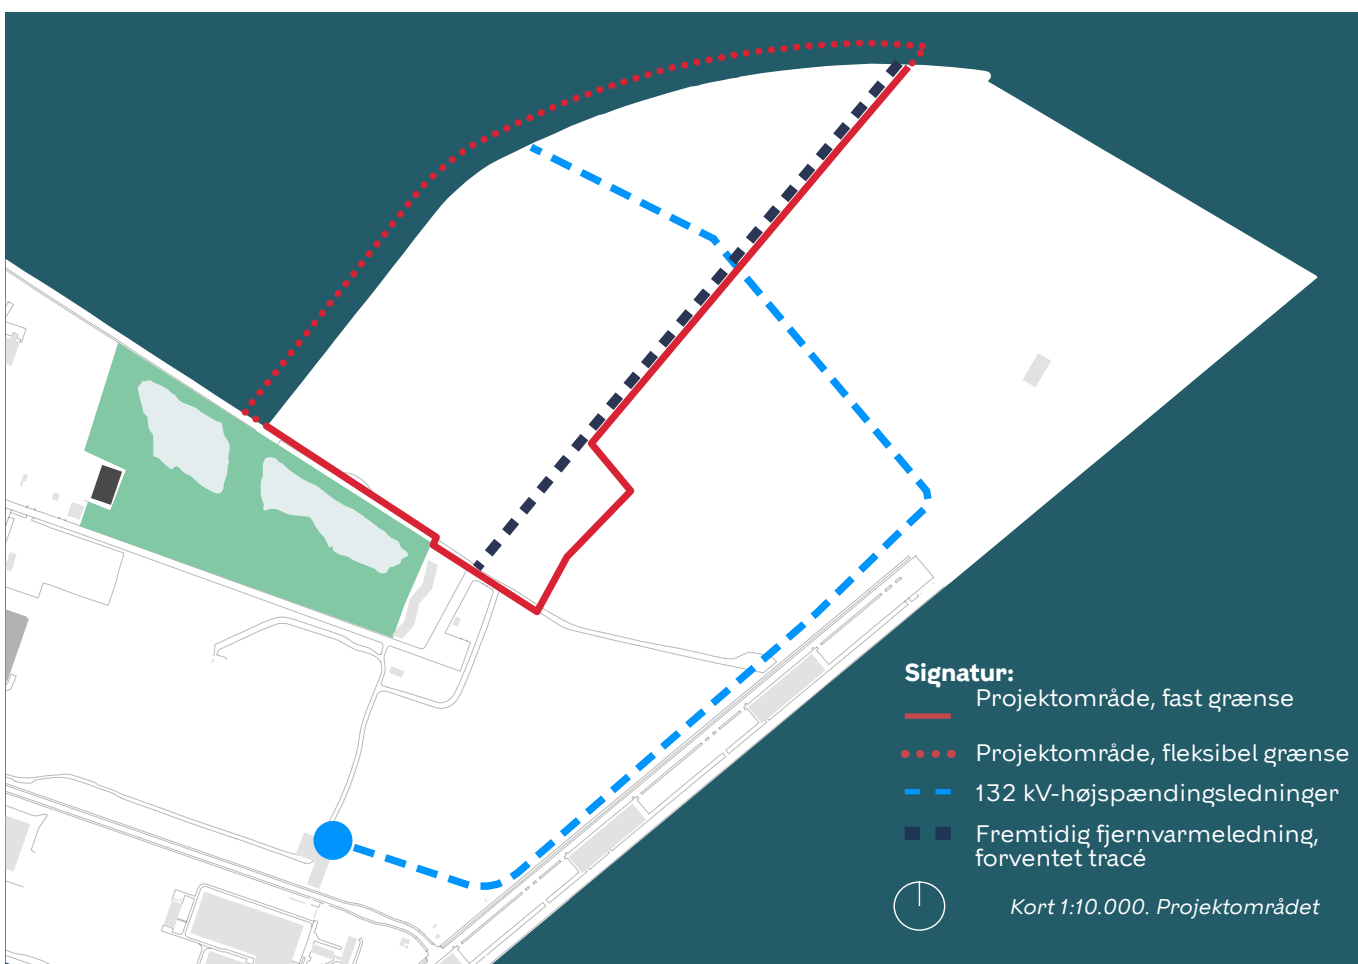 Signatur:
Projektområde, fast grænse
Projektområde, fleksibel grænse
132 kV-højspændingsledninger
Fremtidig fjernvarmeledning,
forventet tracé
Kort 1:10.000. Projektområdet